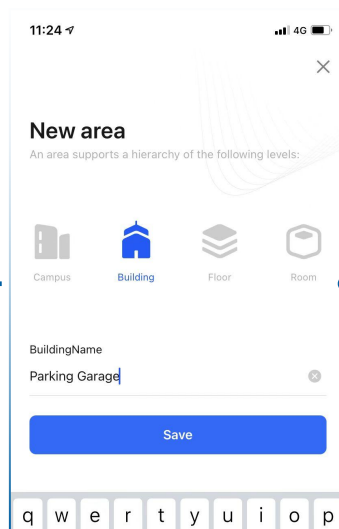 11:24
4G
New area
An area supports a hierarchy of the following levels:
Campus Building Floor Room
BuildingName
Parking Garage
Save
q w e r t y u i o p